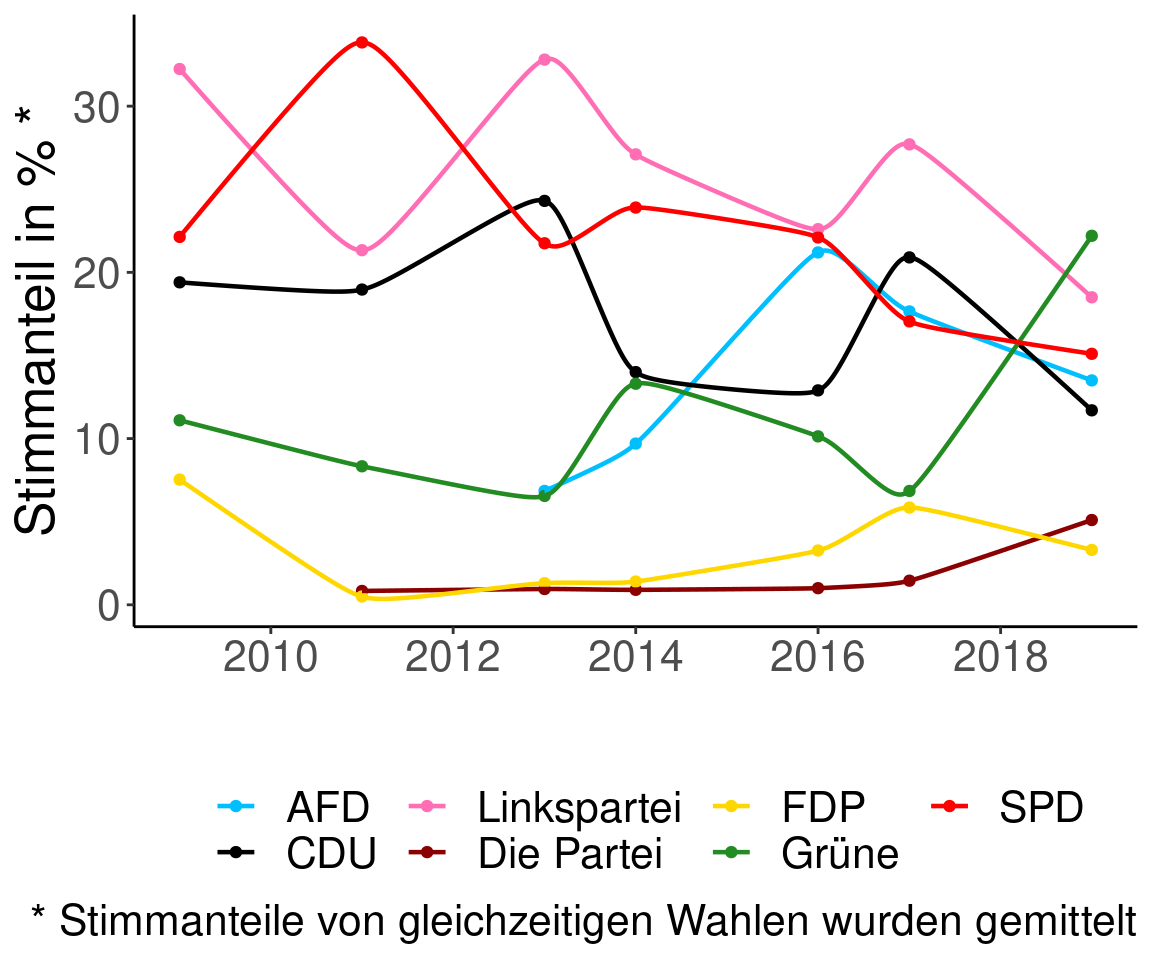 Stimmanteil in % *
30
20
10
0
2010 2012 2014 2016 2018
AFD Linkspartei FDP SPD
CDU Die Partei Grüne
* Stimmanteile von gleichzeitigen Wahlen wurden gemittelt